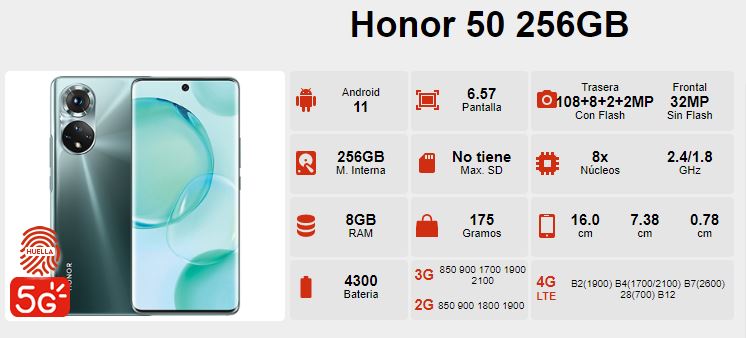 Honor 50 256GB
Android
11
6.57
Pantalla
Trasera
108+8+2+2MP
Con Flash
Frontal
32MP
Sin Flash
256GB
M. Interna
No tiene
Max. SD
8x
Núcleos
2.4/1.8
GHz
8GB
RAM
175
Gramos
16.0
cm
7.38
cm
0.78
cm
4300
Batería
3G 850 900 1700 1900
2100
2G 850 900 1800 1900
4G
LTE
B2(1900) B4(1700/2100) B7(2600)
28(700) B12
HUELLA
5G
HONOR